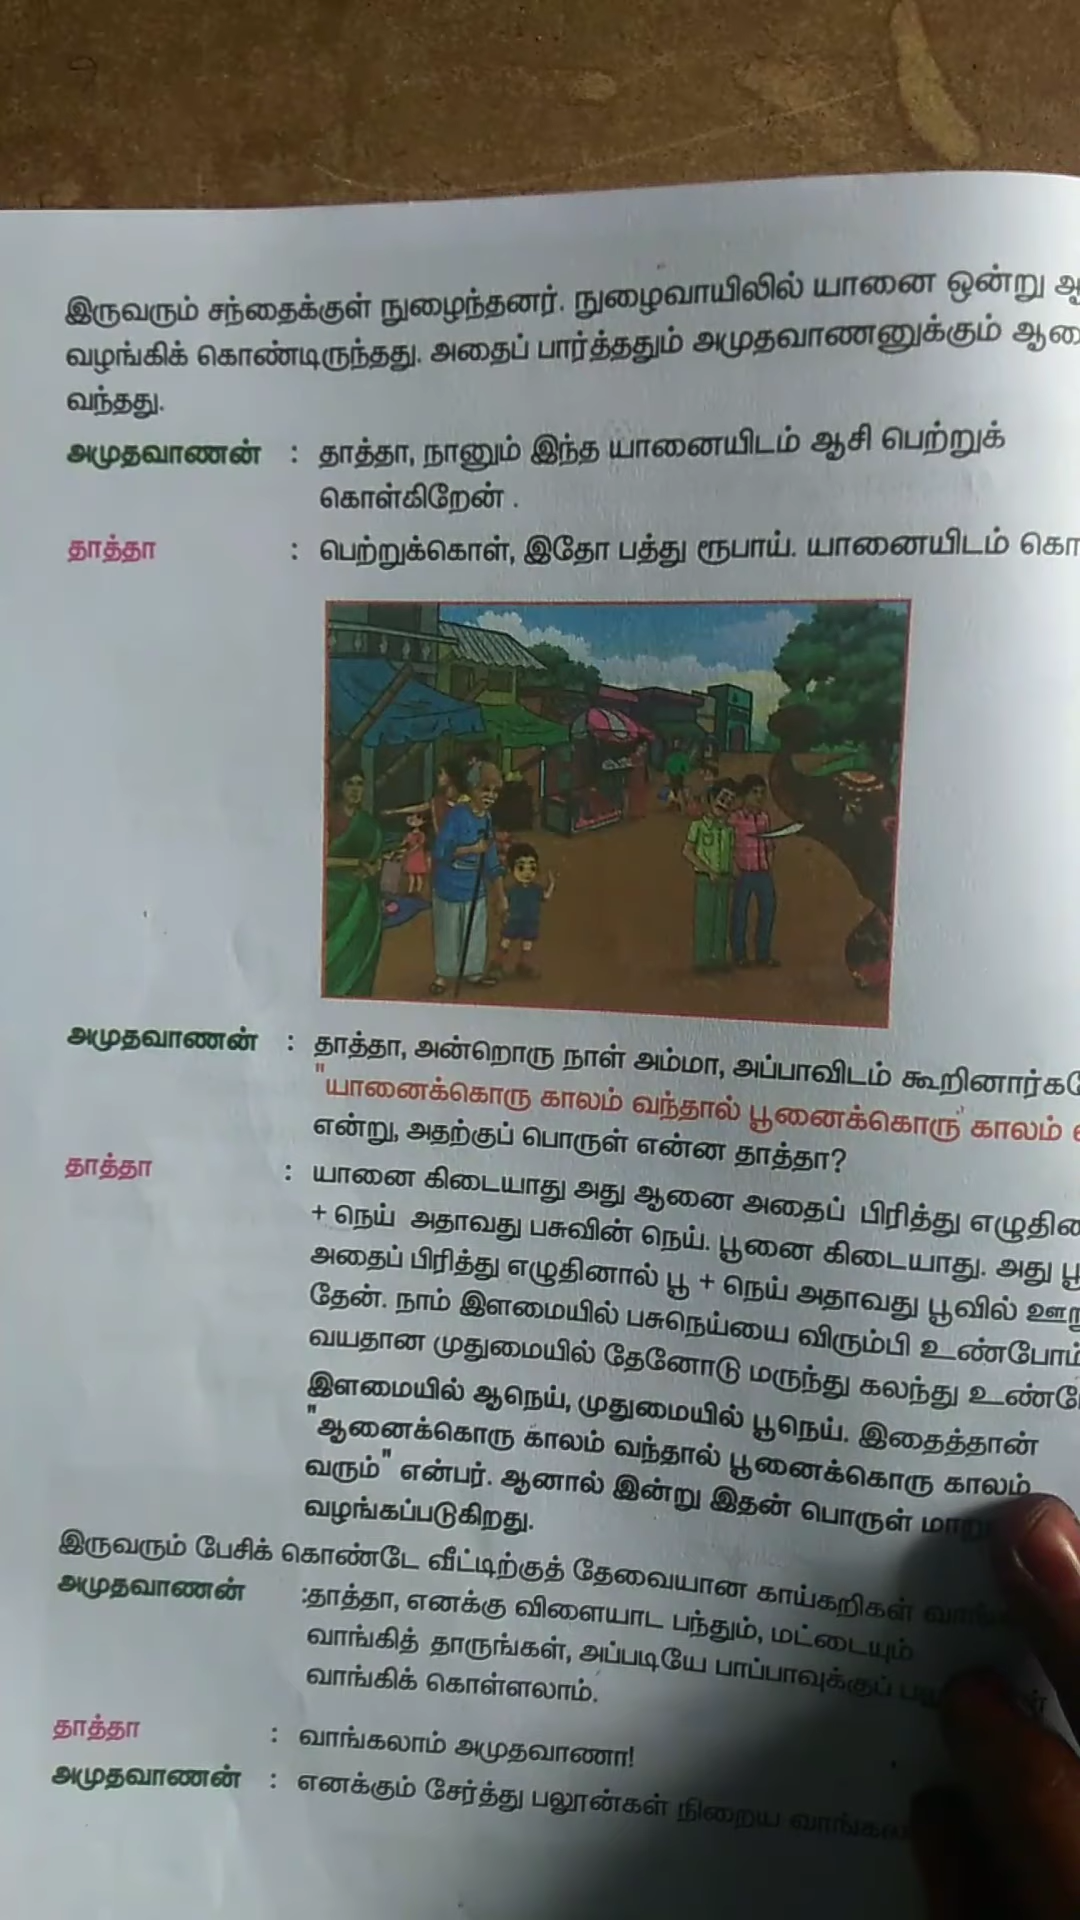 இருவரும் சந்தைக்குள் நுழைந்தனர். நுழைவாயிலில் யானை ஒன்று
வழங்கிக் கொண்டிருந்தது. அதைப் பார்த்ததும் அமுதவாணனுக்கும்
வந்தது.
அமுதவாணன் : தாத்தா, நானும் இந்த யானையிடம் ஆசி பெற்றுக்
கொள்கிறேன் .
தாத்தா : பெற்றுக்கொள், இதோ பத்து ரூபாய். யானையிடம்
அமுதவாணன் : தாத்தா, அன்றொரு நாள் அம்மா, அப்பாவிடம்
"யானைக்கொரு காலம் வந்தால் பூனைக்கொரு காலம்
என்று, அதற்குப் பொருள் என்ன தாத்தா?
தாத்தா : யானை கிடையாது அது ஆனை அதைப் பிரித்து
+ நெய் அதாவது பசுவின் நெய். பூனை கிடையாது. அது
அதைப் பிரித்து எழுதினால் பூ + நெய் அதாவது பூவில்
தேன். நாம் இளமையில் பசுநெய்யை விரும்பி உண்போம்
வயதான முதுமையில் தேனோடு மருந்து கலந்து
இளமையில் ஆநெய், முதுமையில் பூநெய். இதைத்தான்
"ஆனைக்கொரு காலம் வந்தால் பூனைக்கொரு காலம்
வரும்" என்பர். ஆனால் இன்று இதன் பொருள்
வழங்கப்படுகிறது.
இருவரும் பேசிக் கொண்டே வீட்டிற்குத் தேவையான காய்கறிகள்
அமுதவாணன் :தாத்தா, எனக்கு விளையாட பந்தும், மட்டையும்
வாங்கித் தாருங்கள், அப்படியே பாப்பாவுக்குப்
வாங்கிக் கொள்ளலாம்.
தாத்தா : வாங்கலாம் அமுதவாணா!
அமுதவாணன் : எனக்கும் சேர்த்து பலூன்கள் நிறைய